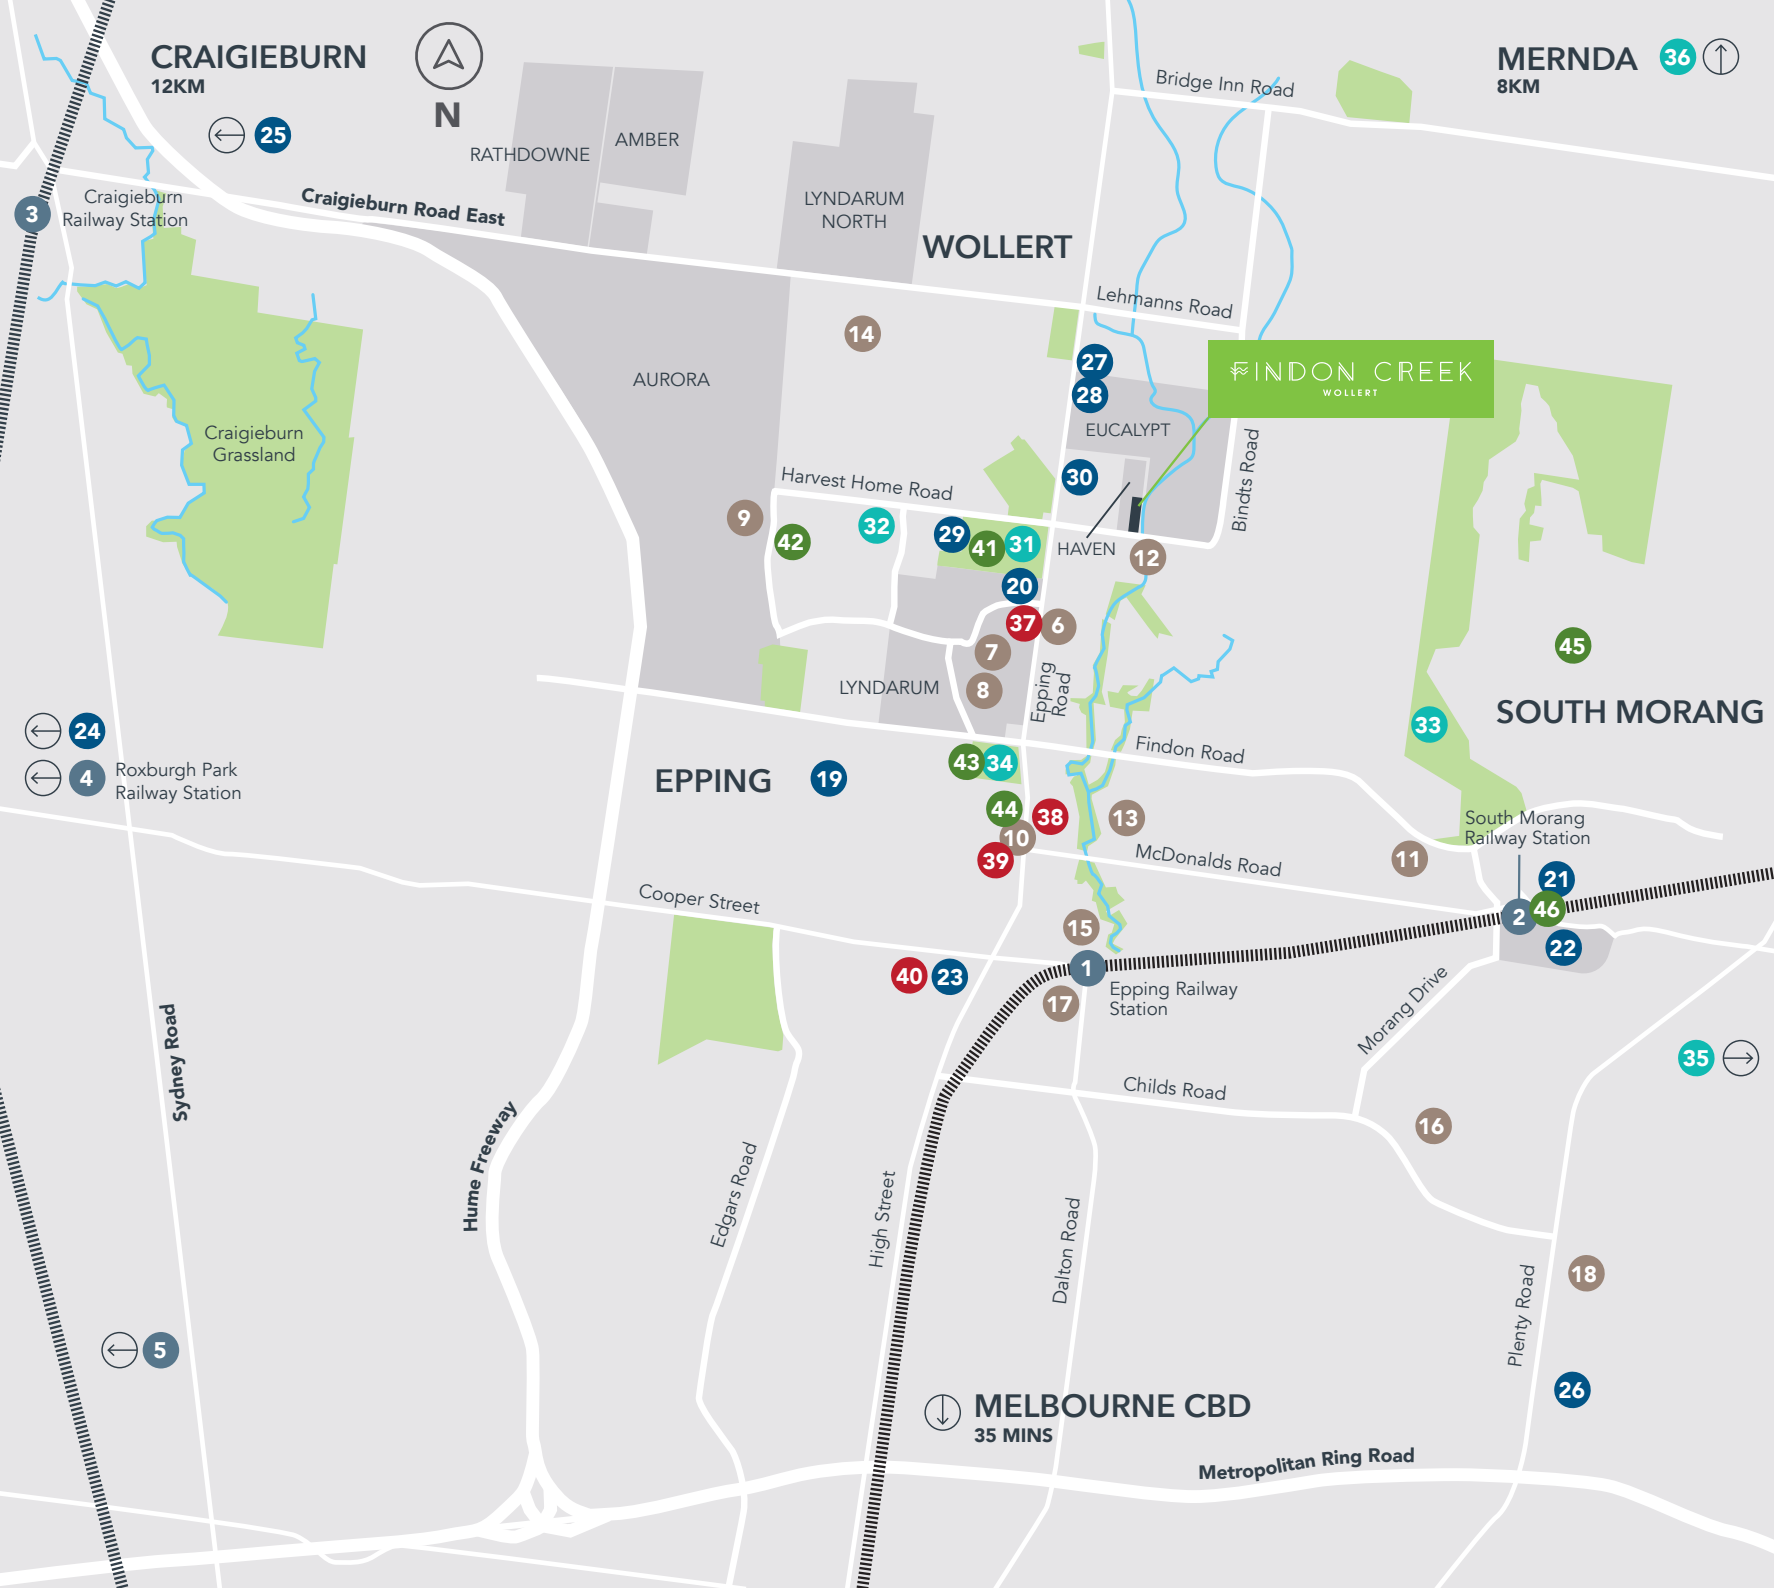 CRAIGIEBURN
12KM
25
N
MERNDA
8KM
36
Bridge Inn Road
RATHDOWNE
AMBER
LYNDARUM
NORTH
3
Craigieburn
Railway Station
Craigieburn Road East
WOLLERT
Lehmanns Road
14
27
28
FINDON CREEK
WOLLERT
AURORA
EUCALYPT
Craigieburn
Grassland
Bindts Road
Harvest Home Road
30
9
42
32
29
41
31
HAVEN
12
20
37
6
7
8
LYNDARUM
Epping
Road
45
SOUTH MORANG
33
24
4
Roxburgh Park
Railway Station
EPPING
19
43
34
Findon Road
44
38
10
39
13
McDonalds Road
11
South Morang
Railway Station
21
2
46
22
Cooper Street
15
40
23
1
Epping Railway
Station
17
Morang Drive
35
Sydney Road
Hume Freeway
Edgars Road
High Street
Childs Road
Dalton Road
16
18
Plenty Road
26
5
MELBOURNE CBD
35 MINS
Metropolitan Ring Road